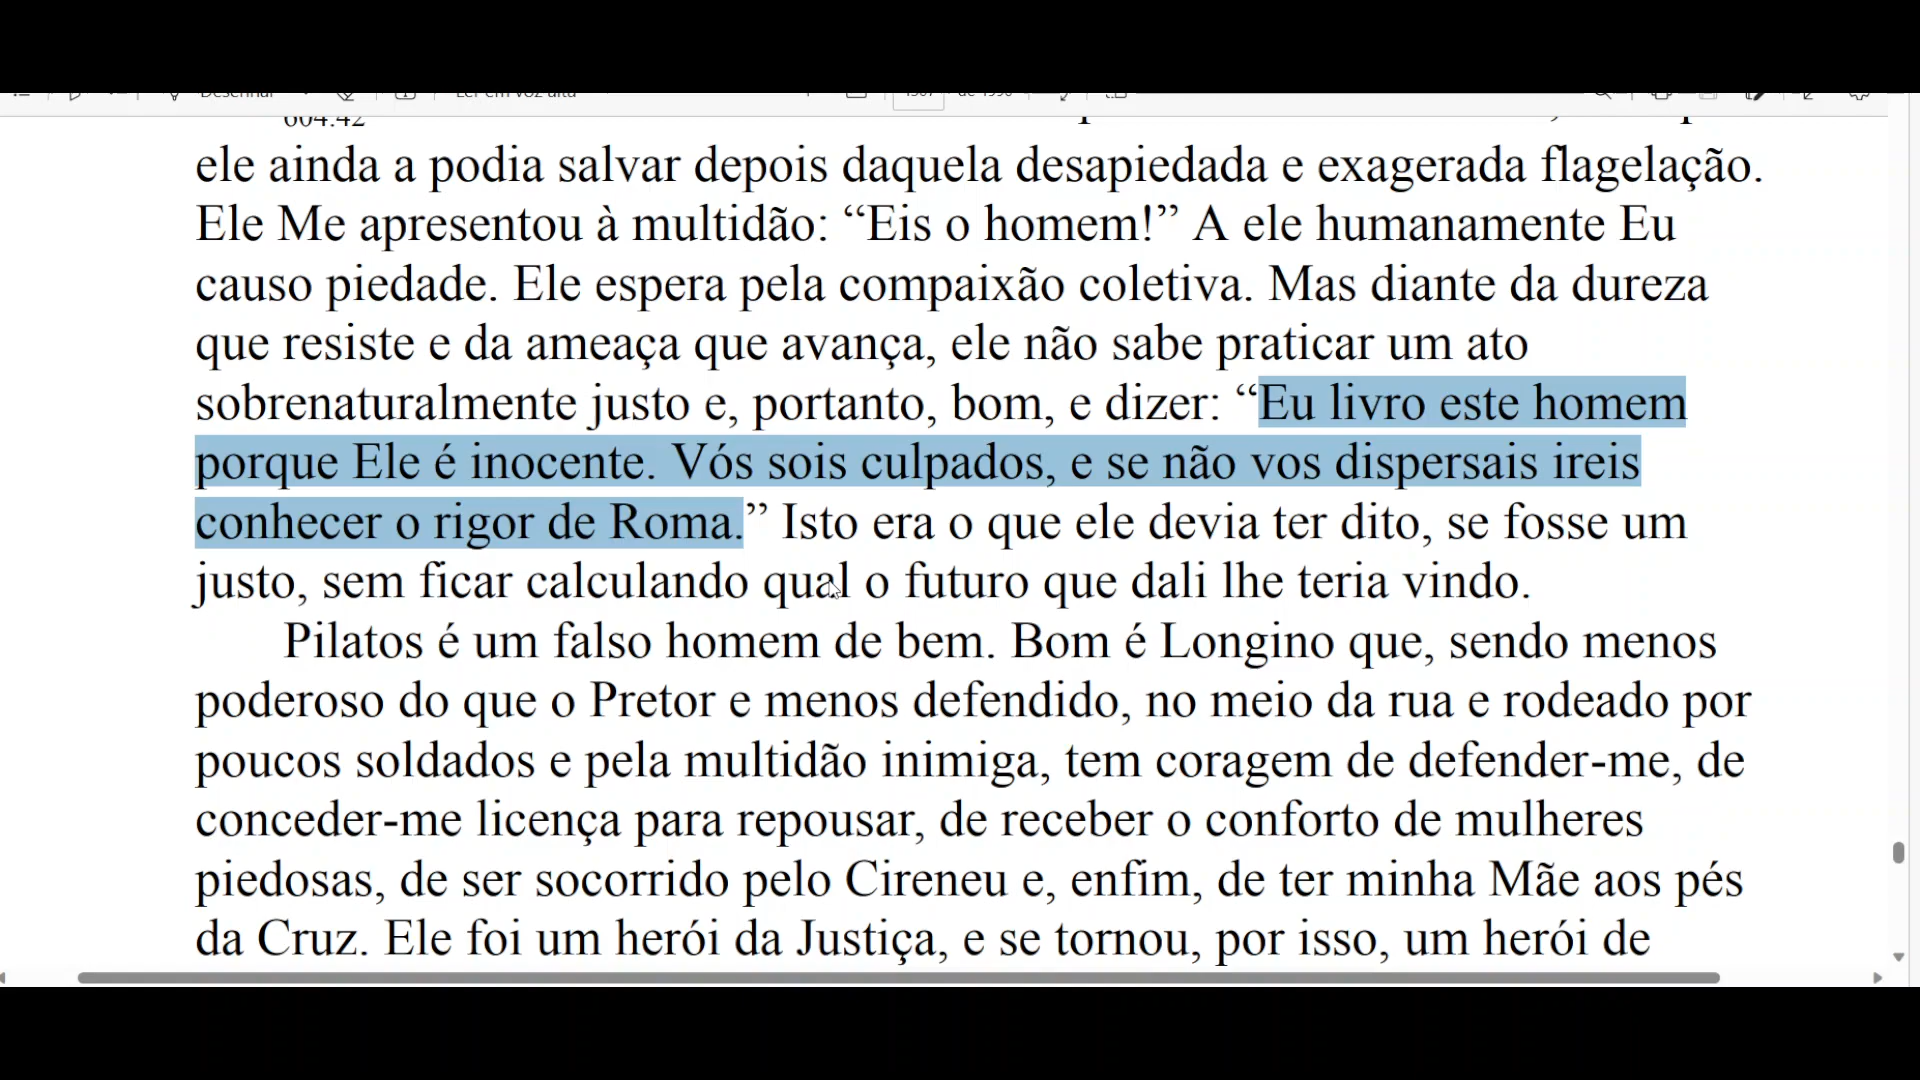 Desenhar
Ler em voz alta
604.42
ele ainda a podia salvar depois daquela desapiedada e exagerada flagelação.
Ele Me apresentou à multidão: “Eis o homem!” A ele humanamente Eu
causo piedade. Ele espera pela compaixão coletiva. Mas diante da dureza
que resiste e da ameaça que avança, ele não sabe praticar um ato
sobrenaturalmente justo e, portanto, bom, e dizer: “Eu livro este homem
porque Ele é inocente. Vós sois culpados, e se não vos dispersais ireis
conhecer o rigor de Roma.” Isto era o que ele devia ter dito, se fosse um
justo, sem ficar calculando qual o futuro que dali lhe teria vindo.
Pilatos é um falso homem de bem. Bom é Longino que, sendo menos
poderoso do que o Pretor e menos defendido, no meio da rua e rodeado por
poucos soldados e pela multidão inimiga, tem coragem de defender-me, de
conceder-me licença para repousar, de receber o conforto de mulheres
piedosas, de ser socorrido pelo Cireneu e, enfim, de ter minha Mãe aos pés
da Cruz. Ele foi um herói da Justiça, e se tornou, por isso, um herói de